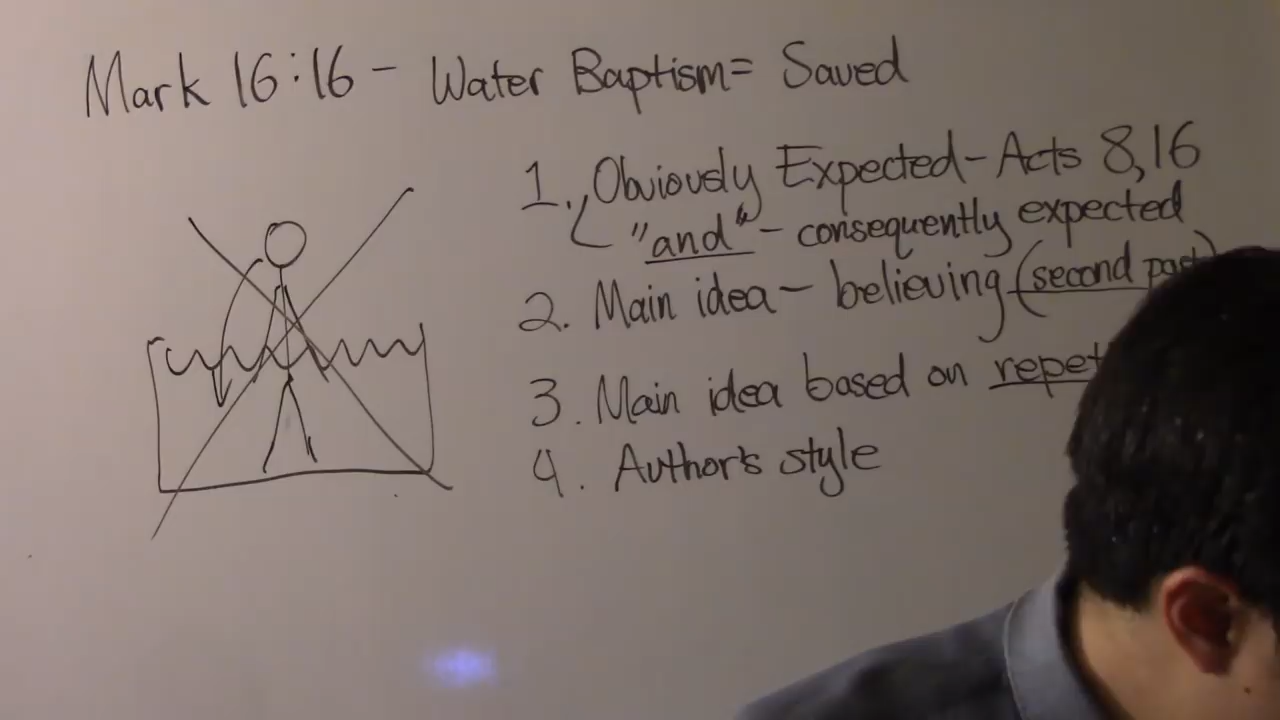 Mark 16:16 - Water Baptism= Saved
1. Obviously Expected-Acts 8,16
"and" - consequently expected
2. Main idea - believing (second part)
3. Main idea based on
4. Author's style